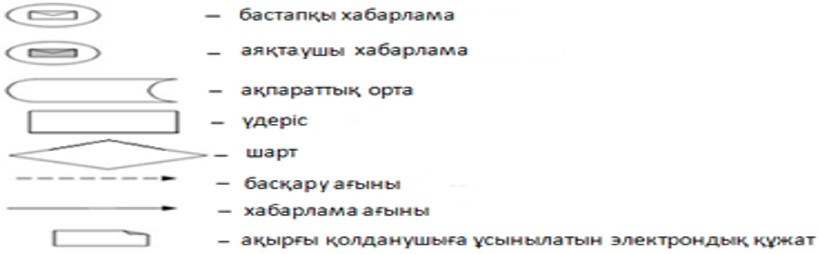 – бастапқы хабарлама
– аяқтаушы хабарлама
– ақпараттық орта
– үдеріс
– шарт
– басқару ағыны
– хабарлама ағыны
– ақырғы қолданушыға ұсынылатын электрондық құжат